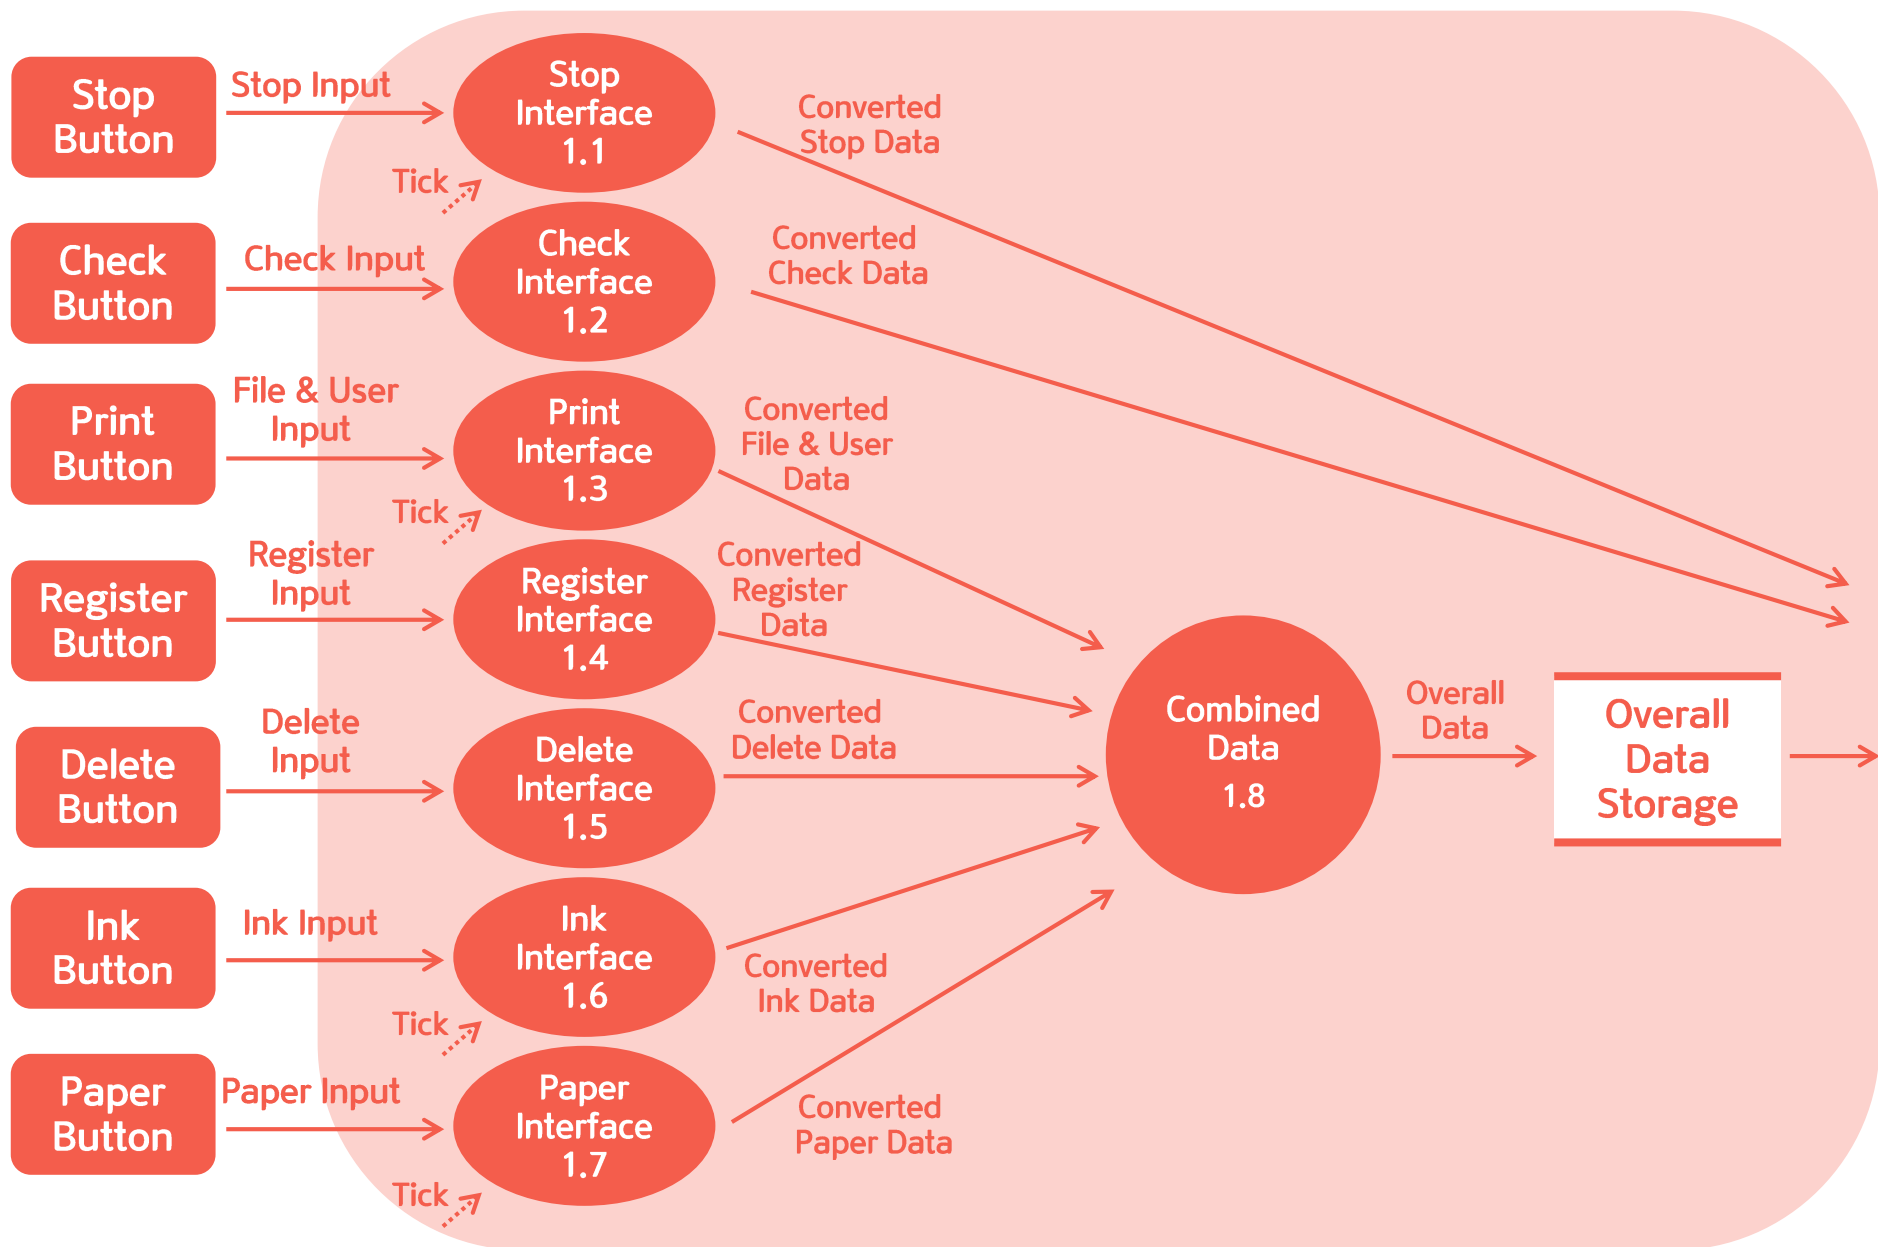 Stop
Button
Stop Input
Stop
Interface
1.1
Tick
Converted
Stop Data
Check
Button
Check Input
Check
Interface
1.2
Converted
Check Data
Print
Button
File & User
Input
Print
Interface
1.3
Tick
Converted
File & User
Data
Register
Button
Register
Input
Register
Interface
1.4
Converted
Register
Data
Delete
Button
Delete
Input
Delete
Interface
1.5
Converted
Delete Data
Combined
Data
1.8
Overall
Data
Overall
Data
Storage
Ink
Button
Ink Input
Ink
Interface
1.6
Tick
Converted
Ink Data
Paper
Button
Paper Input
Paper
Interface
1.7
Tick
Converted
Paper Data